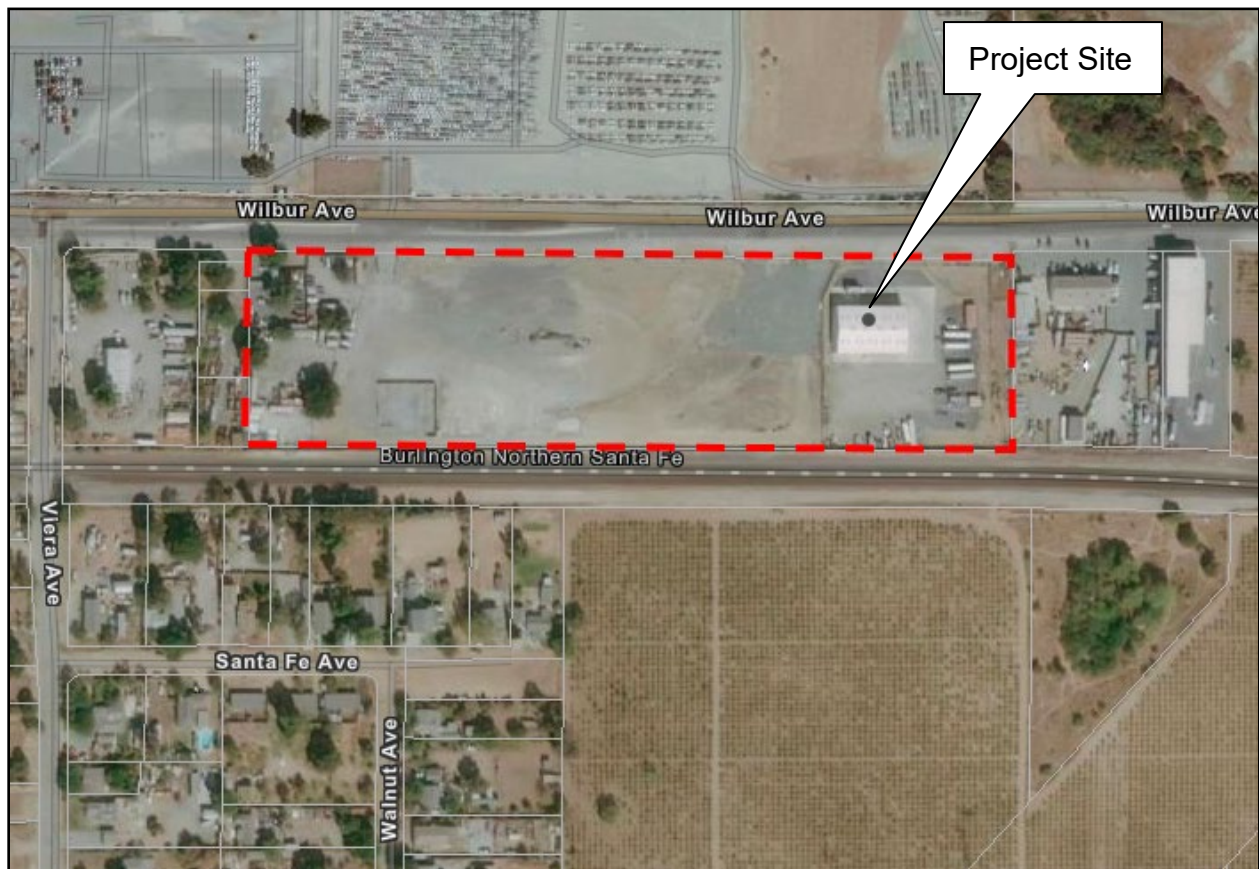 Project Site
Wilbur Ave
Wilbur Ave
Wilbur Ave
Burlington Northern Santa Fe
Viera Ave
Santa Fe Ave
Walnut Ave